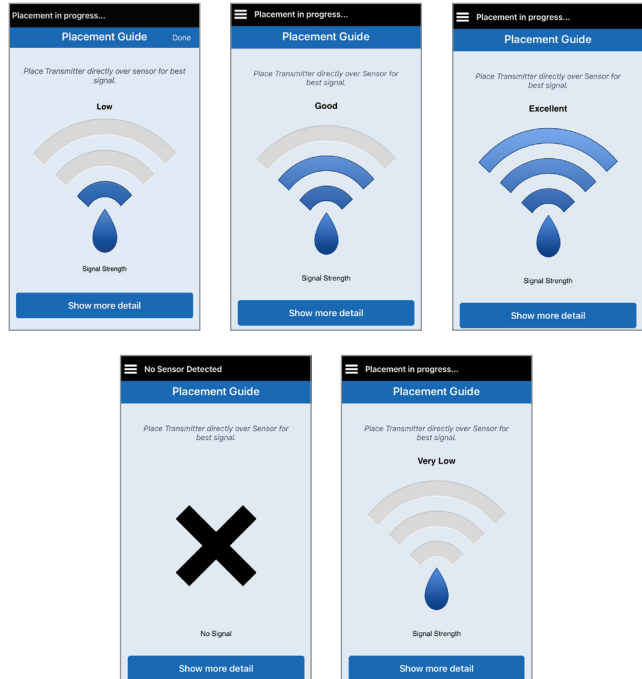 Placement in progress...
Placement Guide
Done
Place Transmitter directly over sensor for best
signal.
Low
Signal Strength
Show more detail
Placement in progress...
Placement Guide
Place Transmitter directly over Sensor for
best signal.
Good
Signal Strength
Show more detail
Placement in progress...
Placement Guide
Place Transmitter directly over Sensor for
best signal.
Excellent
Signal Strength
Show more detail
No Sensor Detected
Placement Guide
Place Transmitter directly over Sensor for
best signal.
No Signal
Show more detail
Placement in progress...
Placement Guide
Place Transmitter directly over Sensor for
best signal.
Very Low
Signal Strength
Show more detail